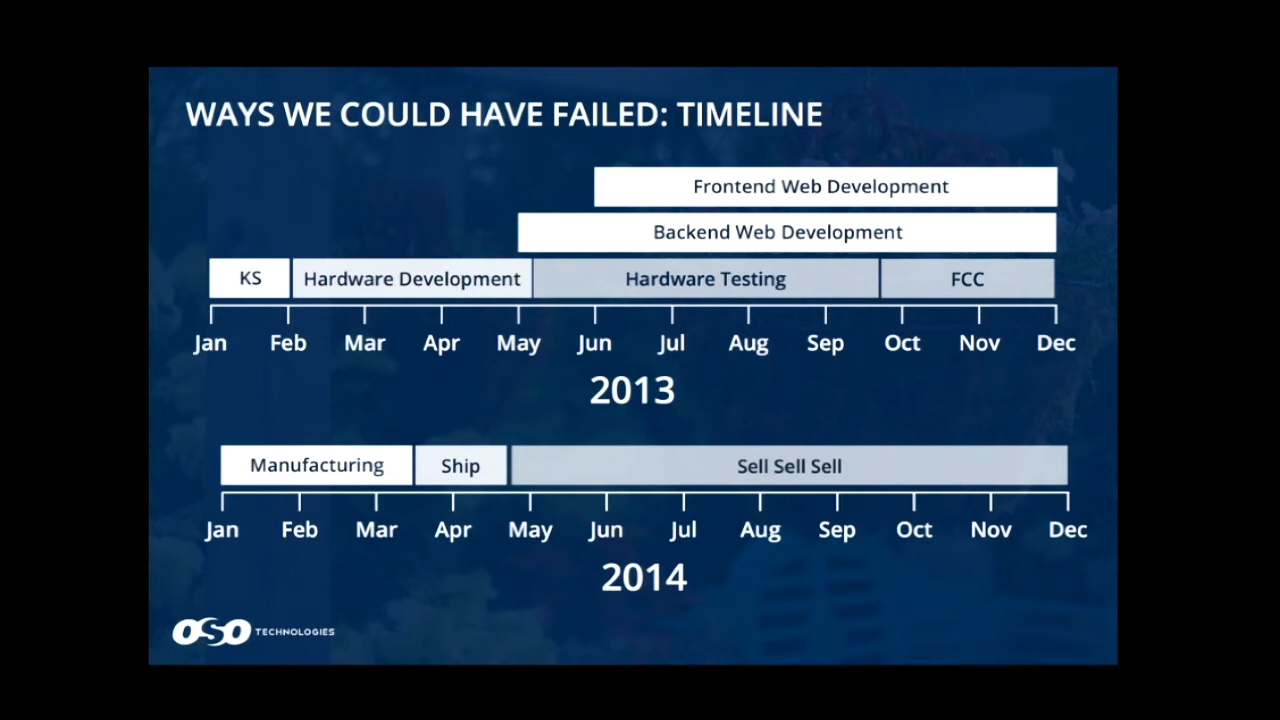 WAYS WE COULD HAVE FAILED: TIMELINE
Frontend Web Development
Backend Web Development
KS Hardware Development Hardware Testing FCC
Jan Feb Mar Apr May Jun Jul Aug Sep Oct Nov Dec
2013
Manufacturing Ship Sell Sell Sell
Jan Feb Mar Apr May Jun Jul Aug Sep Oct Nov Dec
2014
OSO TECHNOLOGIES